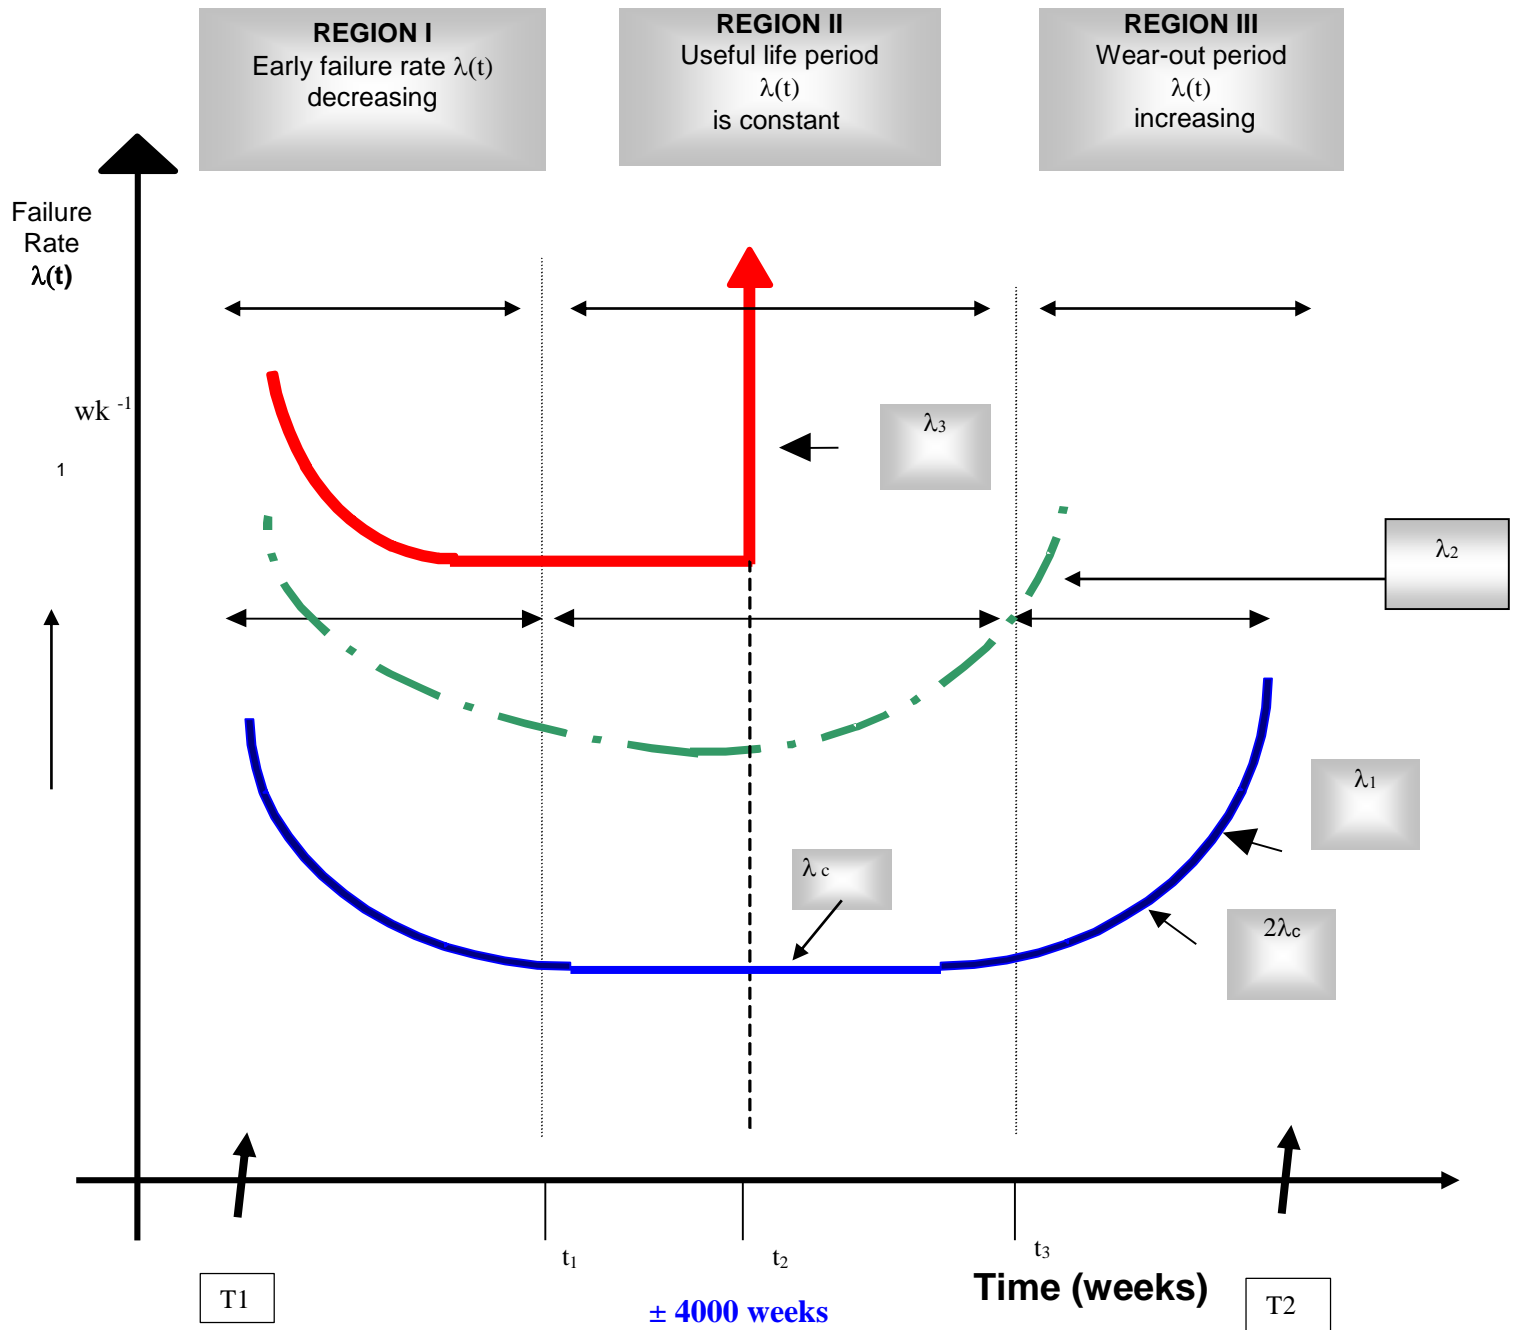 REGION I
Early failure rate λ(t)
decreasing
REGION II
Useful life period
λ(t)
is constant
REGION III
Wear-out period
λ(t)
increasing
Failure
Rate
λ(t)
wk -1
1
λ3
λ2
λ1
λ c
2λc
t1
t2
t3
Time (weeks)
T1
T2
± 4000 weeks